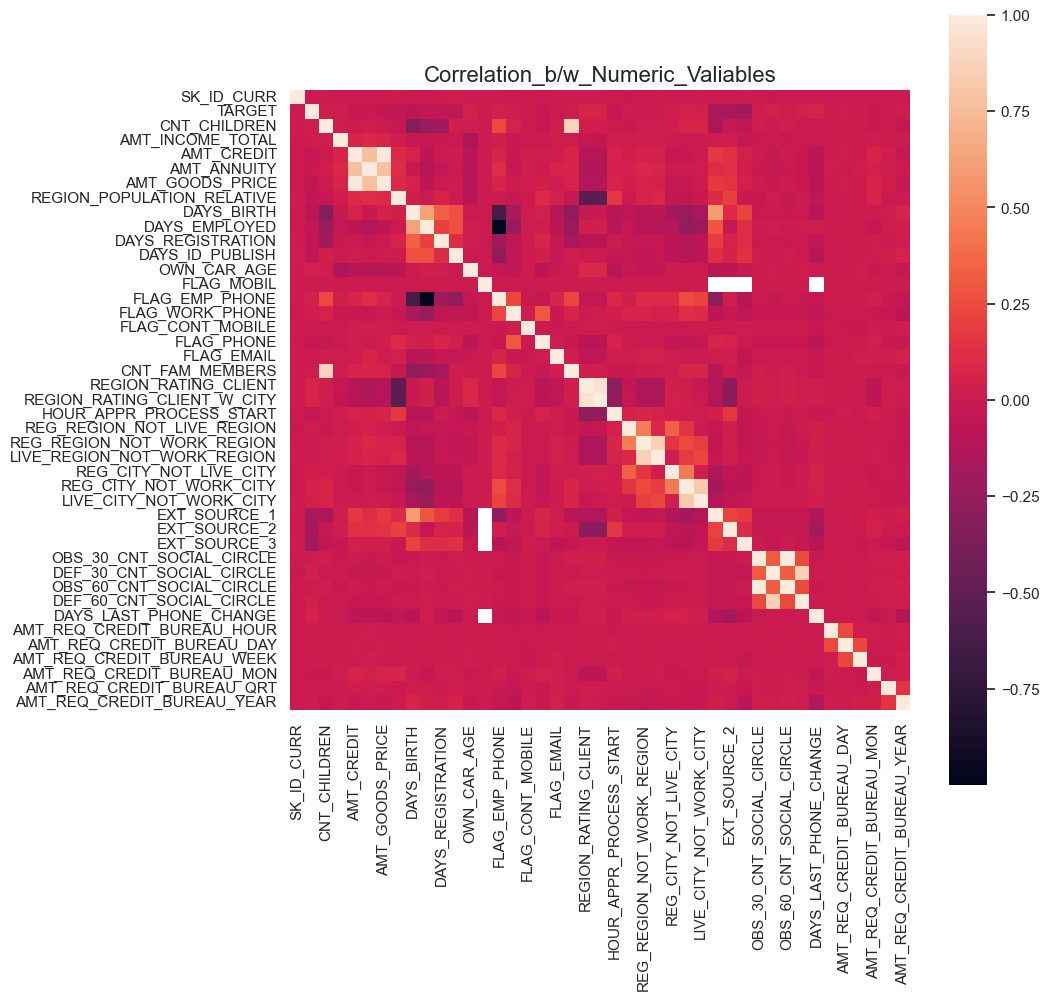 Correlation_b/w_Numeric_Valiables
SK_ID_CURR
TARGET
CNT_CHILDREN
AMT_INCOME_TOTAL
AMT_CREDIT
AMT_ANNUITY
AMT_GOODS_PRICE
REGION_POPULATION_RELATIVE
DAYS_BIRTH
DAYS_EMPLOYED
DAYS_REGISTRATION
DAYS_ID_PUBLISH
OWN_CAR_AGE
FLAG_MOBIL
FLAG_EMP_PHONE
FLAG_WORK_PHONE
FLAG_CONT_MOBILE
FLAG_PHONE
FLAG_EMAIL
CNT_FAM_MEMBERS
REGION_RATING_CLIENT
REGION_RATING_CLIENT_W_CITY
HOUR_APPR_PROCESS_START
REG_REGION_NOT_LIVE_REGION
REG_REGION_NOT_WORK_REGION
LIVE_REGION_NOT_WORK_REGION
REG_CITY_NOT_LIVE_CITY
REG_CITY_NOT_WORK_CITY
LIVE_CITY_NOT_WORK_CITY
EXT_SOURCE_1
EXT_SOURCE_2
EXT_SOURCE_3
OBS_30_CNT_SOCIAL_CIRCLE
DEF_30_CNT_SOCIAL_CIRCLE
OBS_60_CNT_SOCIAL_CIRCLE
DEF_60_CNT_SOCIAL_CIRCLE
DAYS_LAST_PHONE_CHANGE
AMT_REQ_CREDIT_BUREAU_HOUR
AMT_REQ_CREDIT_BUREAU_DAY
AMT_REQ_CREDIT_BUREAU_WEEK
AMT_REQ_CREDIT_BUREAU_MON
AMT_REQ_CREDIT_BUREAU_QRT
AMT_REQ_CREDIT_BUREAU_YEAR
SK_ID_CURR
CNT_CHILDREN
AMT_CREDIT
AMT_GOODS_PRICE
DAYS_BIRTH
DAYS_REGISTRATION
OWN_CAR_AGE
FLAG_EMP_PHONE
FLAG_CONT_MOBILE
FLAG_EMAIL
REGION_RATING_CLIENT
HOUR_APPR_PROCESS_START
REG_REGION_NOT_WORK_REGION
REG_CITY_NOT_LIVE_CITY
LIVE_CITY_NOT_WORK_CITY
EXT_SOURCE_2
OBS_30_CNT_SOCIAL_CIRCLE
OBS_60_CNT_SOCIAL_CIRCLE
DAYS_LAST_PHONE_CHANGE
AMT_REQ_CREDIT_BUREAU_DAY
AMT_REQ_CREDIT_BUREAU_MON
AMT_REQ_CREDIT_BUREAU_YEAR
1.00
0.75
0.50
0.25
0.00
−0.25
−0.50
−0.75